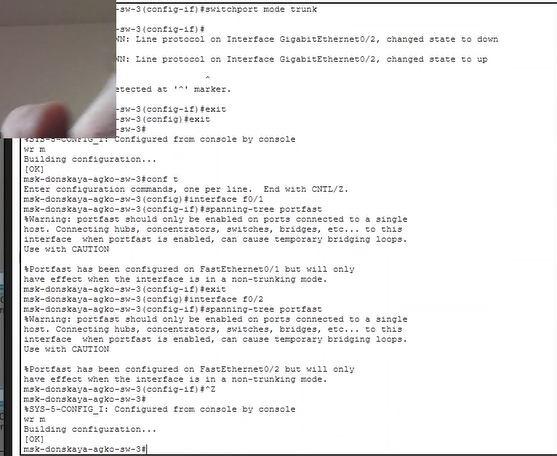 -sw-3(config-if)#switchport mode trunk
-sw-3(config-if)#
WN: Line protocol on Interface GigabitEthernet0/2, changed state to down
WN: Line protocol on Interface GigabitEthernet0/2, changed state to up
^
etected at '^' marker.
-sw-3(config-if)#exit
-sw-3(config)#exit
-sw-3#
%SYS-5-CONFIG_I: Configured from console by console
wr m
Building configuration...
[OK]
msk-donskaya-agko-sw-3#conf t
Enter configuration commands, one per line.  End with CNTL/Z.
msk-donskaya-agko-sw-3(config)#interface f0/1
msk-donskaya-agko-sw-3(config-if)#spanning-tree portfast
%Warning: portfast should only be enabled on ports connected to a single
host. Connecting hubs, concentrators, switches, bridges, etc... to this
interface  when portfast is enabled, can cause temporary bridging loops.
Use with CAUTION
%Portfast has been configured on FastEthernet0/1 but will only
have effect when the interface is in a non-trunking mode.
msk-donskaya-agko-sw-3(config-if)#exit
msk-donskaya-agko-sw-3(config)#interface f0/2
msk-donskaya-agko-sw-3(config-if)#spanning-tree portfast
%Warning: portfast should only be enabled on ports connected to a single
host. Connecting hubs, concentrators, switches, bridges, etc... to this
interface  when portfast is enabled, can cause temporary bridging loops.
Use with CAUTION
%Portfast has been configured on FastEthernet0/2 but will only
have effect when the interface is in a non-trunking mode.
msk-donskaya-agko-sw-3(config-if)#^Z
msk-donskaya-agko-sw-3#
%SYS-5-CONFIG_I: Configured from console by console
wr m
Building configuration...
[OK]
msk-donskaya-agko-sw-3#